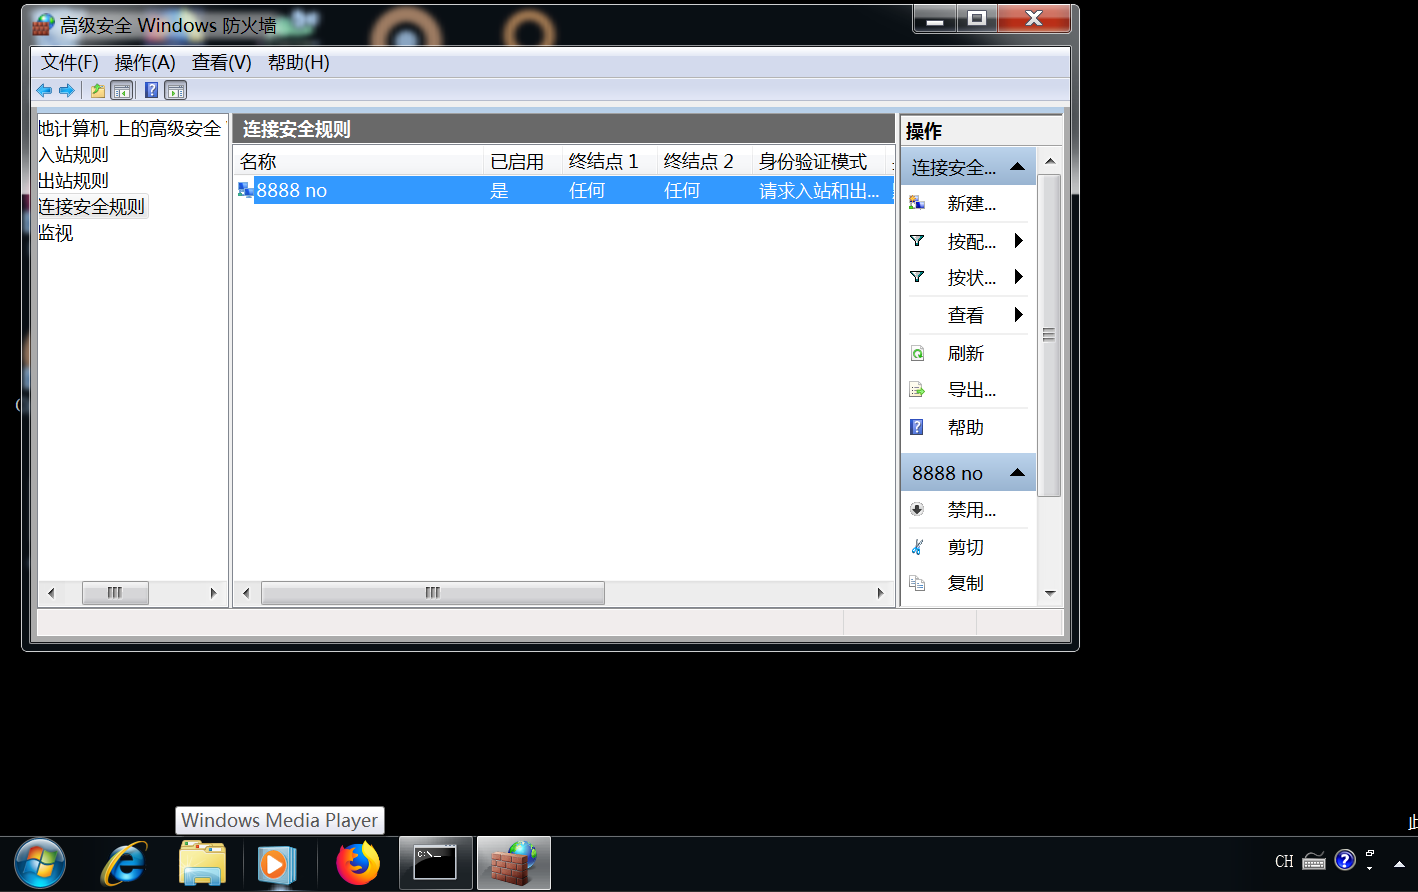 高级安全 Windows 防火墙
文件(F) 操作(A) 查看(V) 帮助(H)
地计算机 上的高级安全
入站规则
出站规则
连接安全规则
监视
连接安全规则
名称 已启用 终结点 1 终结点 2 身份验证模式
8888 no 是 任何 任何 请求入站和出...
操作
连接安全...
新建...
按配...
按状...
查看
刷新
导出...
帮助
8888 no
禁用...
剪切
复制
Windows Media Player
C:\>_
CH
此